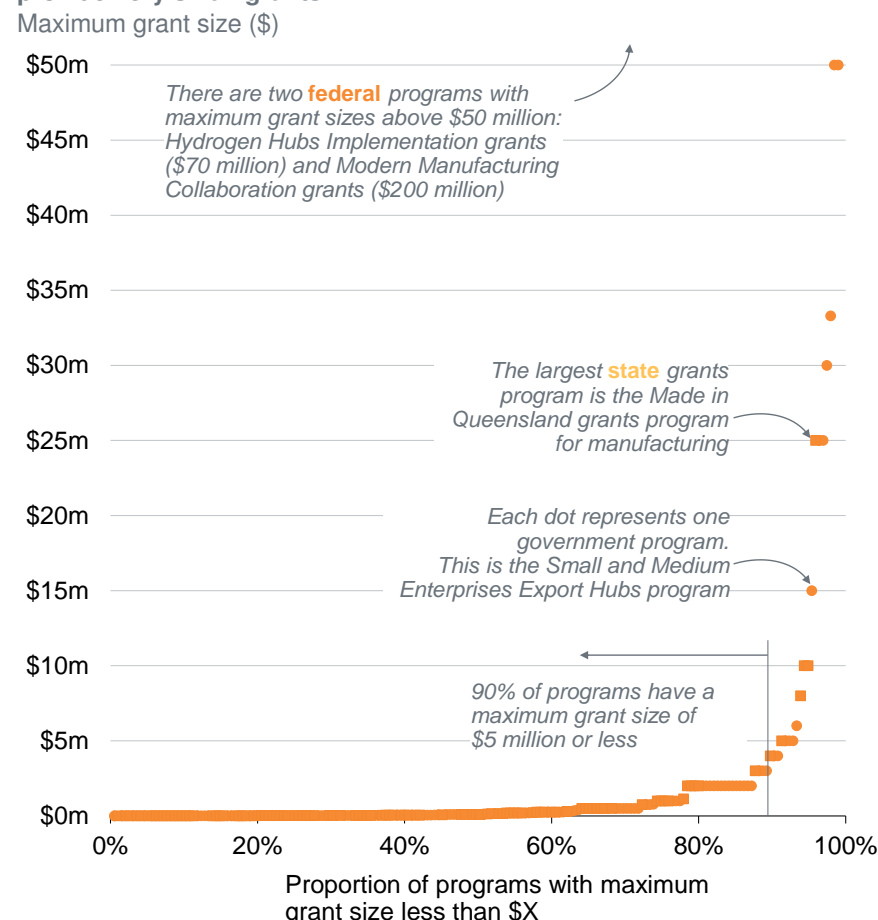 Maximum grant size ($)
$50m
There are two federal programs with
maximum grant sizes above $50 million:
$45m
Hydrogen Hubs Implementation grants
($70 million) and Modern Manufacturing
Collaboration grants ($200 million)
$40m
$35m
$30m
The largest state grants
program is the Made in
Queensland grants program
for manufacturing
$25m
$20m
Each dot represents one
government program.
This is the Small and Medium
Enterprises Export Hubs program
$15m
$10m
90% of programs have a
maximum grant size of
$5 million or less
$5m
$0m
0% 20% 40% 60% 80% 100%
Proportion of programs with maximum
grant size less than $X